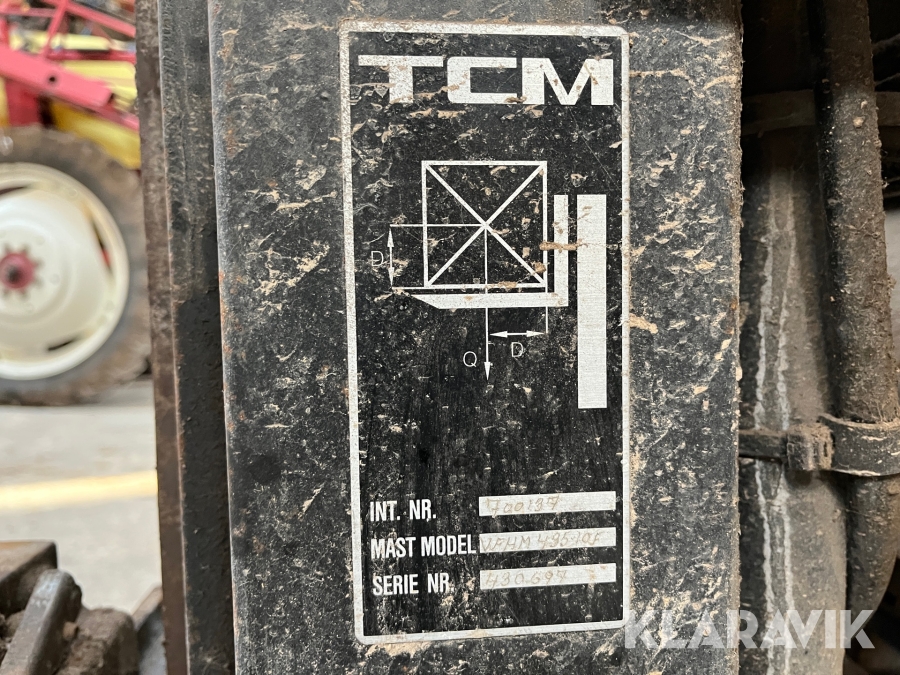 TCM
D
Q D
INT. NR. 700137
MAST MODEL
SERIE NR. 430697
KLARAVIK